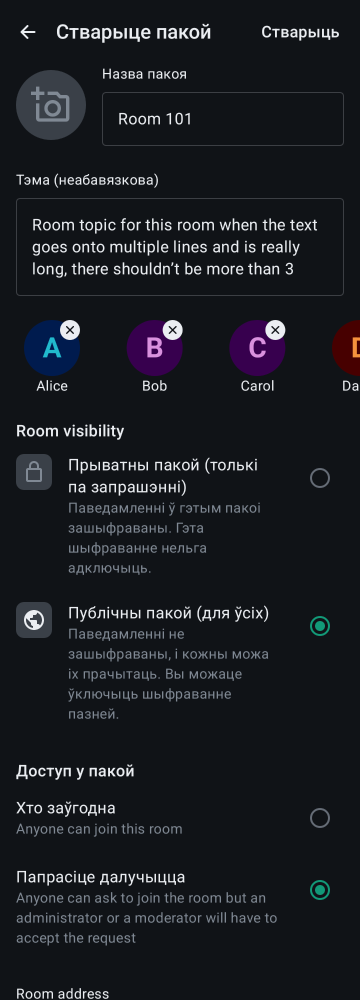 Стварыце пакой
Стварыць
Назва пакоя
Room 101
Тэма (неабавязкова)
Room topic for this room when the text
goes onto multiple lines and is really
long, there shouldn’t be more than 3
A
B
C
D
Alice
Bob
Carol
Da
Room visibility
Прыватны пакой (толькі
па запрашэнні)
Паведамленні ў гэтым пакоі
зашыфраваны. Гэта
шыфраванне нельга
адключыць.
Публічны пакой (для ўсіх)
Паведамленні не
зашыфраваны, і кожны можа
іх прачытаць. Вы можаце
ўключыць шыфраванне
пазней.
Доступ у пакой
Хто заўгодна
Anyone can join this room
Папрасіце далучыцца
Anyone can ask to join the room but an
administrator or a moderator will have to
accept the request
Room address